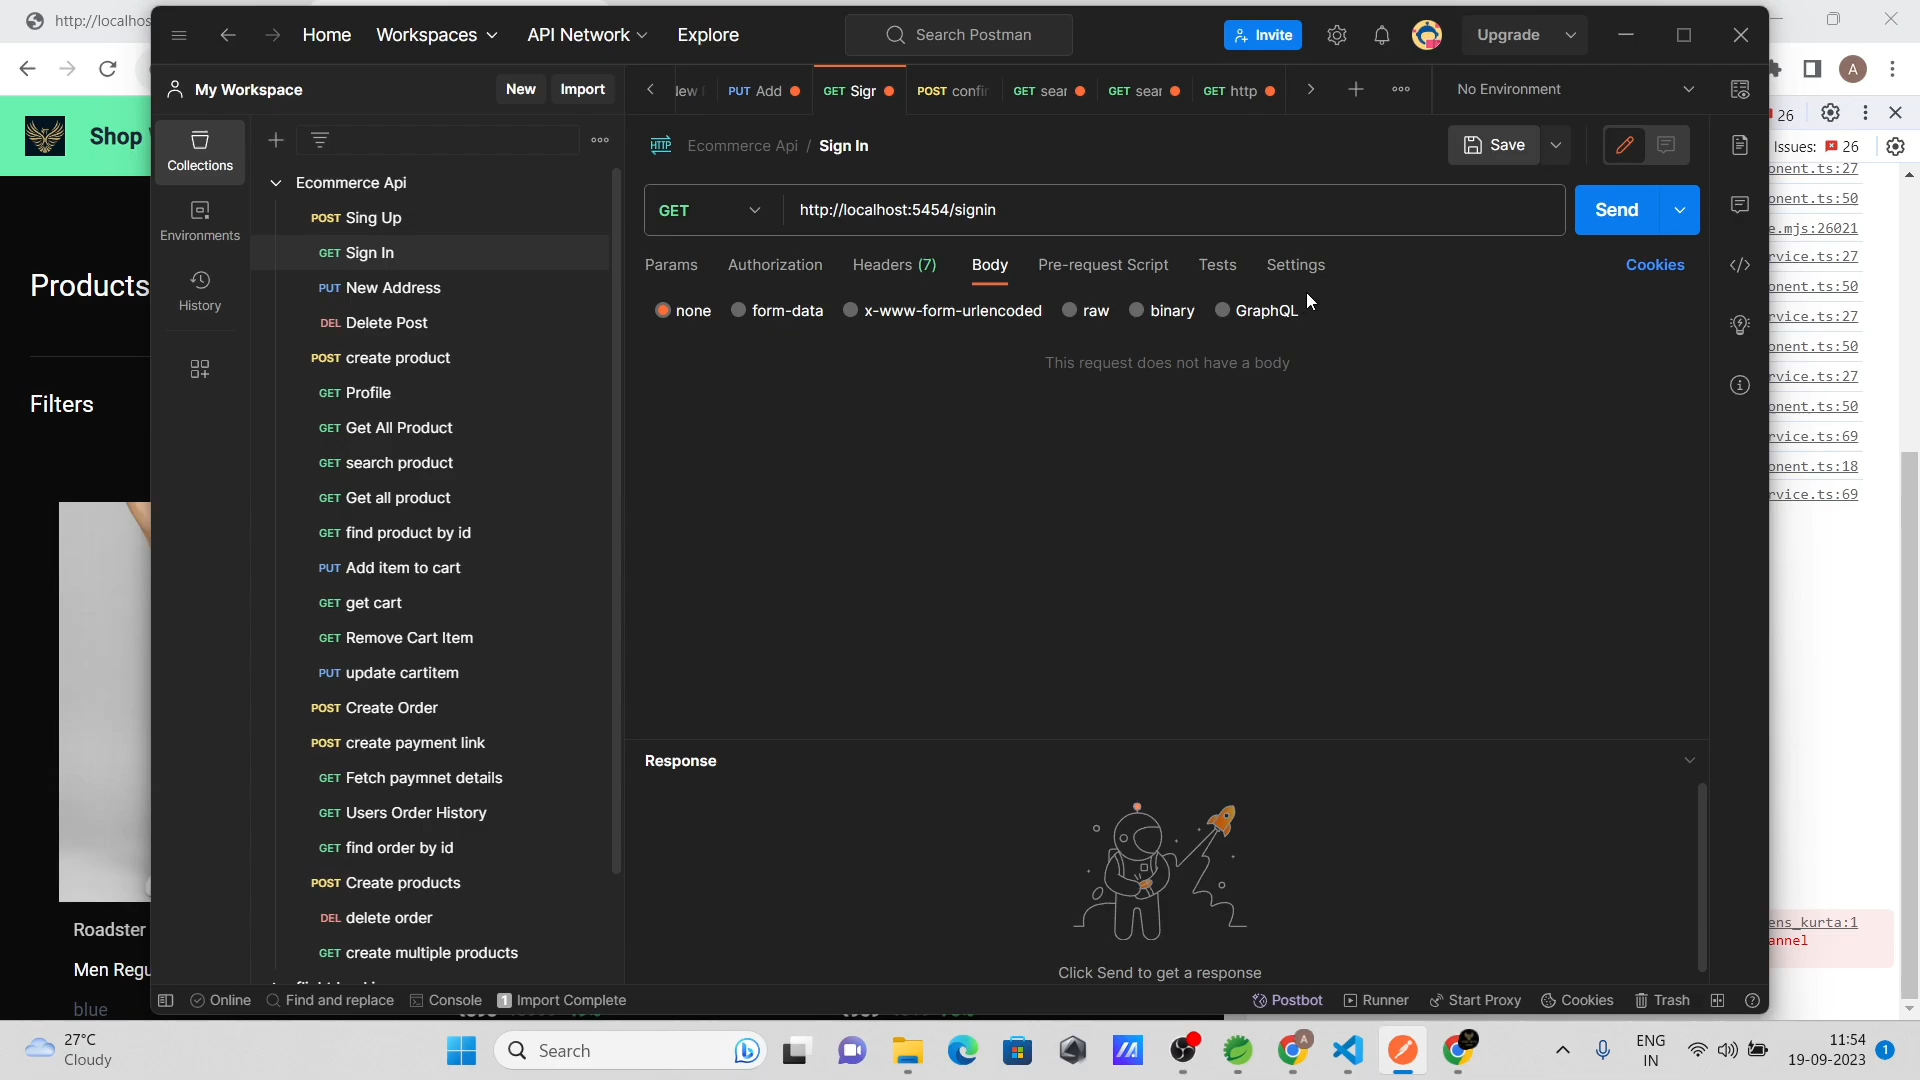 http://localhos
Home Workspaces API Network Explore Search Postman Invite Upgrade
My Workspace New Import
PUT Add GET Sigr POST confir GET sear GET sear GET http No Environment
A
26
Shop
Collections
Ecommerce Api / Sign In Save
Issues: 26
Ecommerce Api
POST Sing Up
GET http://localhost:5454/signin Send
Environments
GET Sign In
Params Authorization Headers (7) Body Pre-request Script Tests Settings Cookies
Products
History
PUT New Address
none form-data x-www-form-urlencoded raw binary GraphQL
DEL Delete Post
This request does not have a body
POST create product
GET Profile
Filters
GET Get All Product
GET search product
GET Get all product
GET find product by id
PUT Add item to cart
GET get cart
GET Remove Cart Item
PUT update cartitem
POST Create Order
POST create payment link
GET Fetch paymnet details
GET Users Order History
GET find order by id
POST Create products
DEL delete order
GET create multiple products
Response
Click Send to get a response
onent.ts:27
onent.ts:50
e.mjs:26021
rvice.ts:27
onent.ts:50
rvice.ts:27
onent.ts:50
rvice.ts:27
onent.ts:50
rvice.ts:69
onent.ts:18
rvice.ts:69
ens_kurta:1
annel
Roadster
Men Regu
blue
Online Find and replace Console 1 Import Complete Postbot Runner Start Proxy Cookies Trash
27°C
Cloudy
Search
ENG
IN
11:54
19-09-2023
1